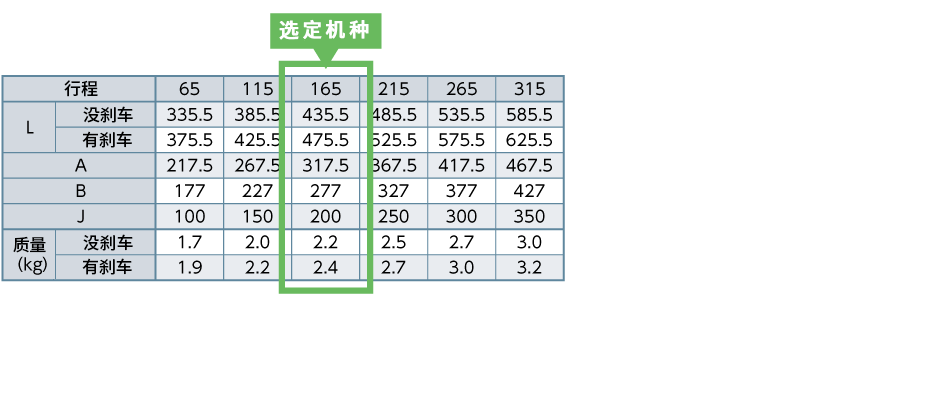 选定机种
行程 65 115 165 215 265 315
L 没刹车 335.5 385.5 435.5 485.5 535.5 585.5
有刹车 375.5 425.5 475.5 525.5 575.5 625.5
A 217.5 267.5 317.5 367.5 417.5 467.5
B 177 227 277 327 377 427
J 100 150 200 250 300 350
质量(kg) 没刹车 1.7 2.0 2.2 2.5 2.7 3.0
有刹车 1.9 2.2 2.4 2.7 3.0 3.2